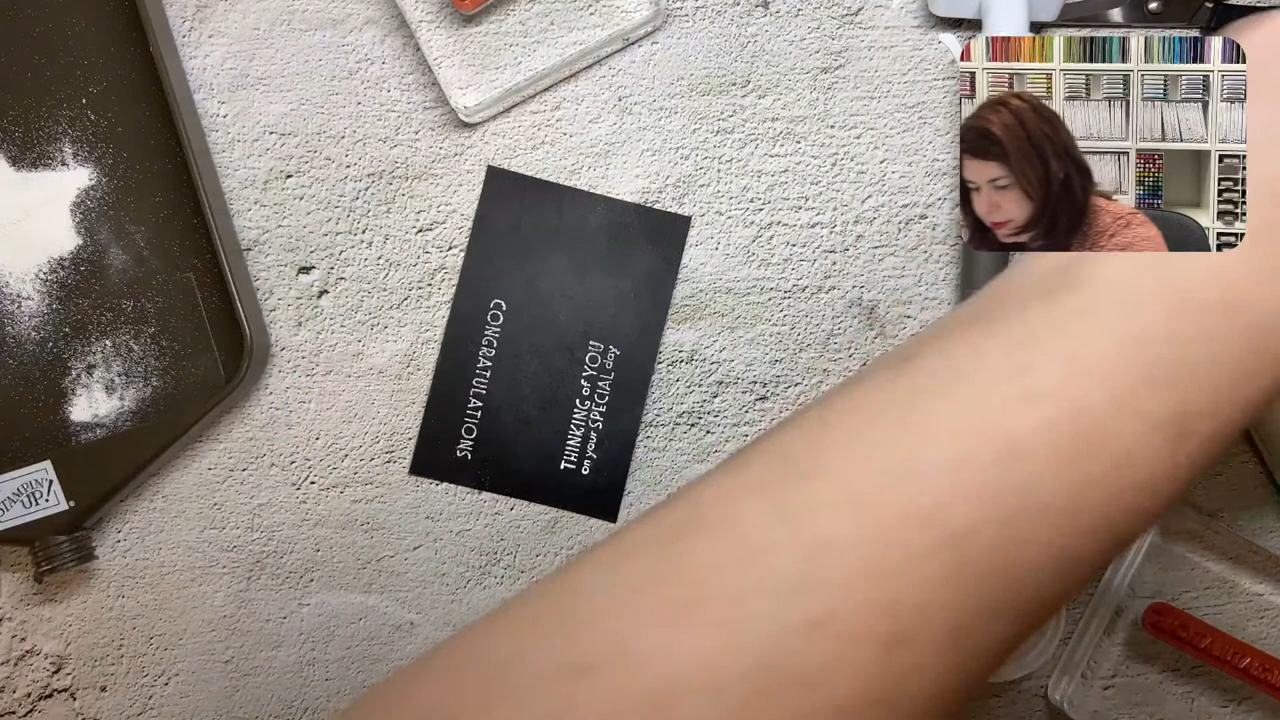 CONGRATULATIONS
THINKING of YOU
on your SPECIAL day
STAMPIN'
UP!